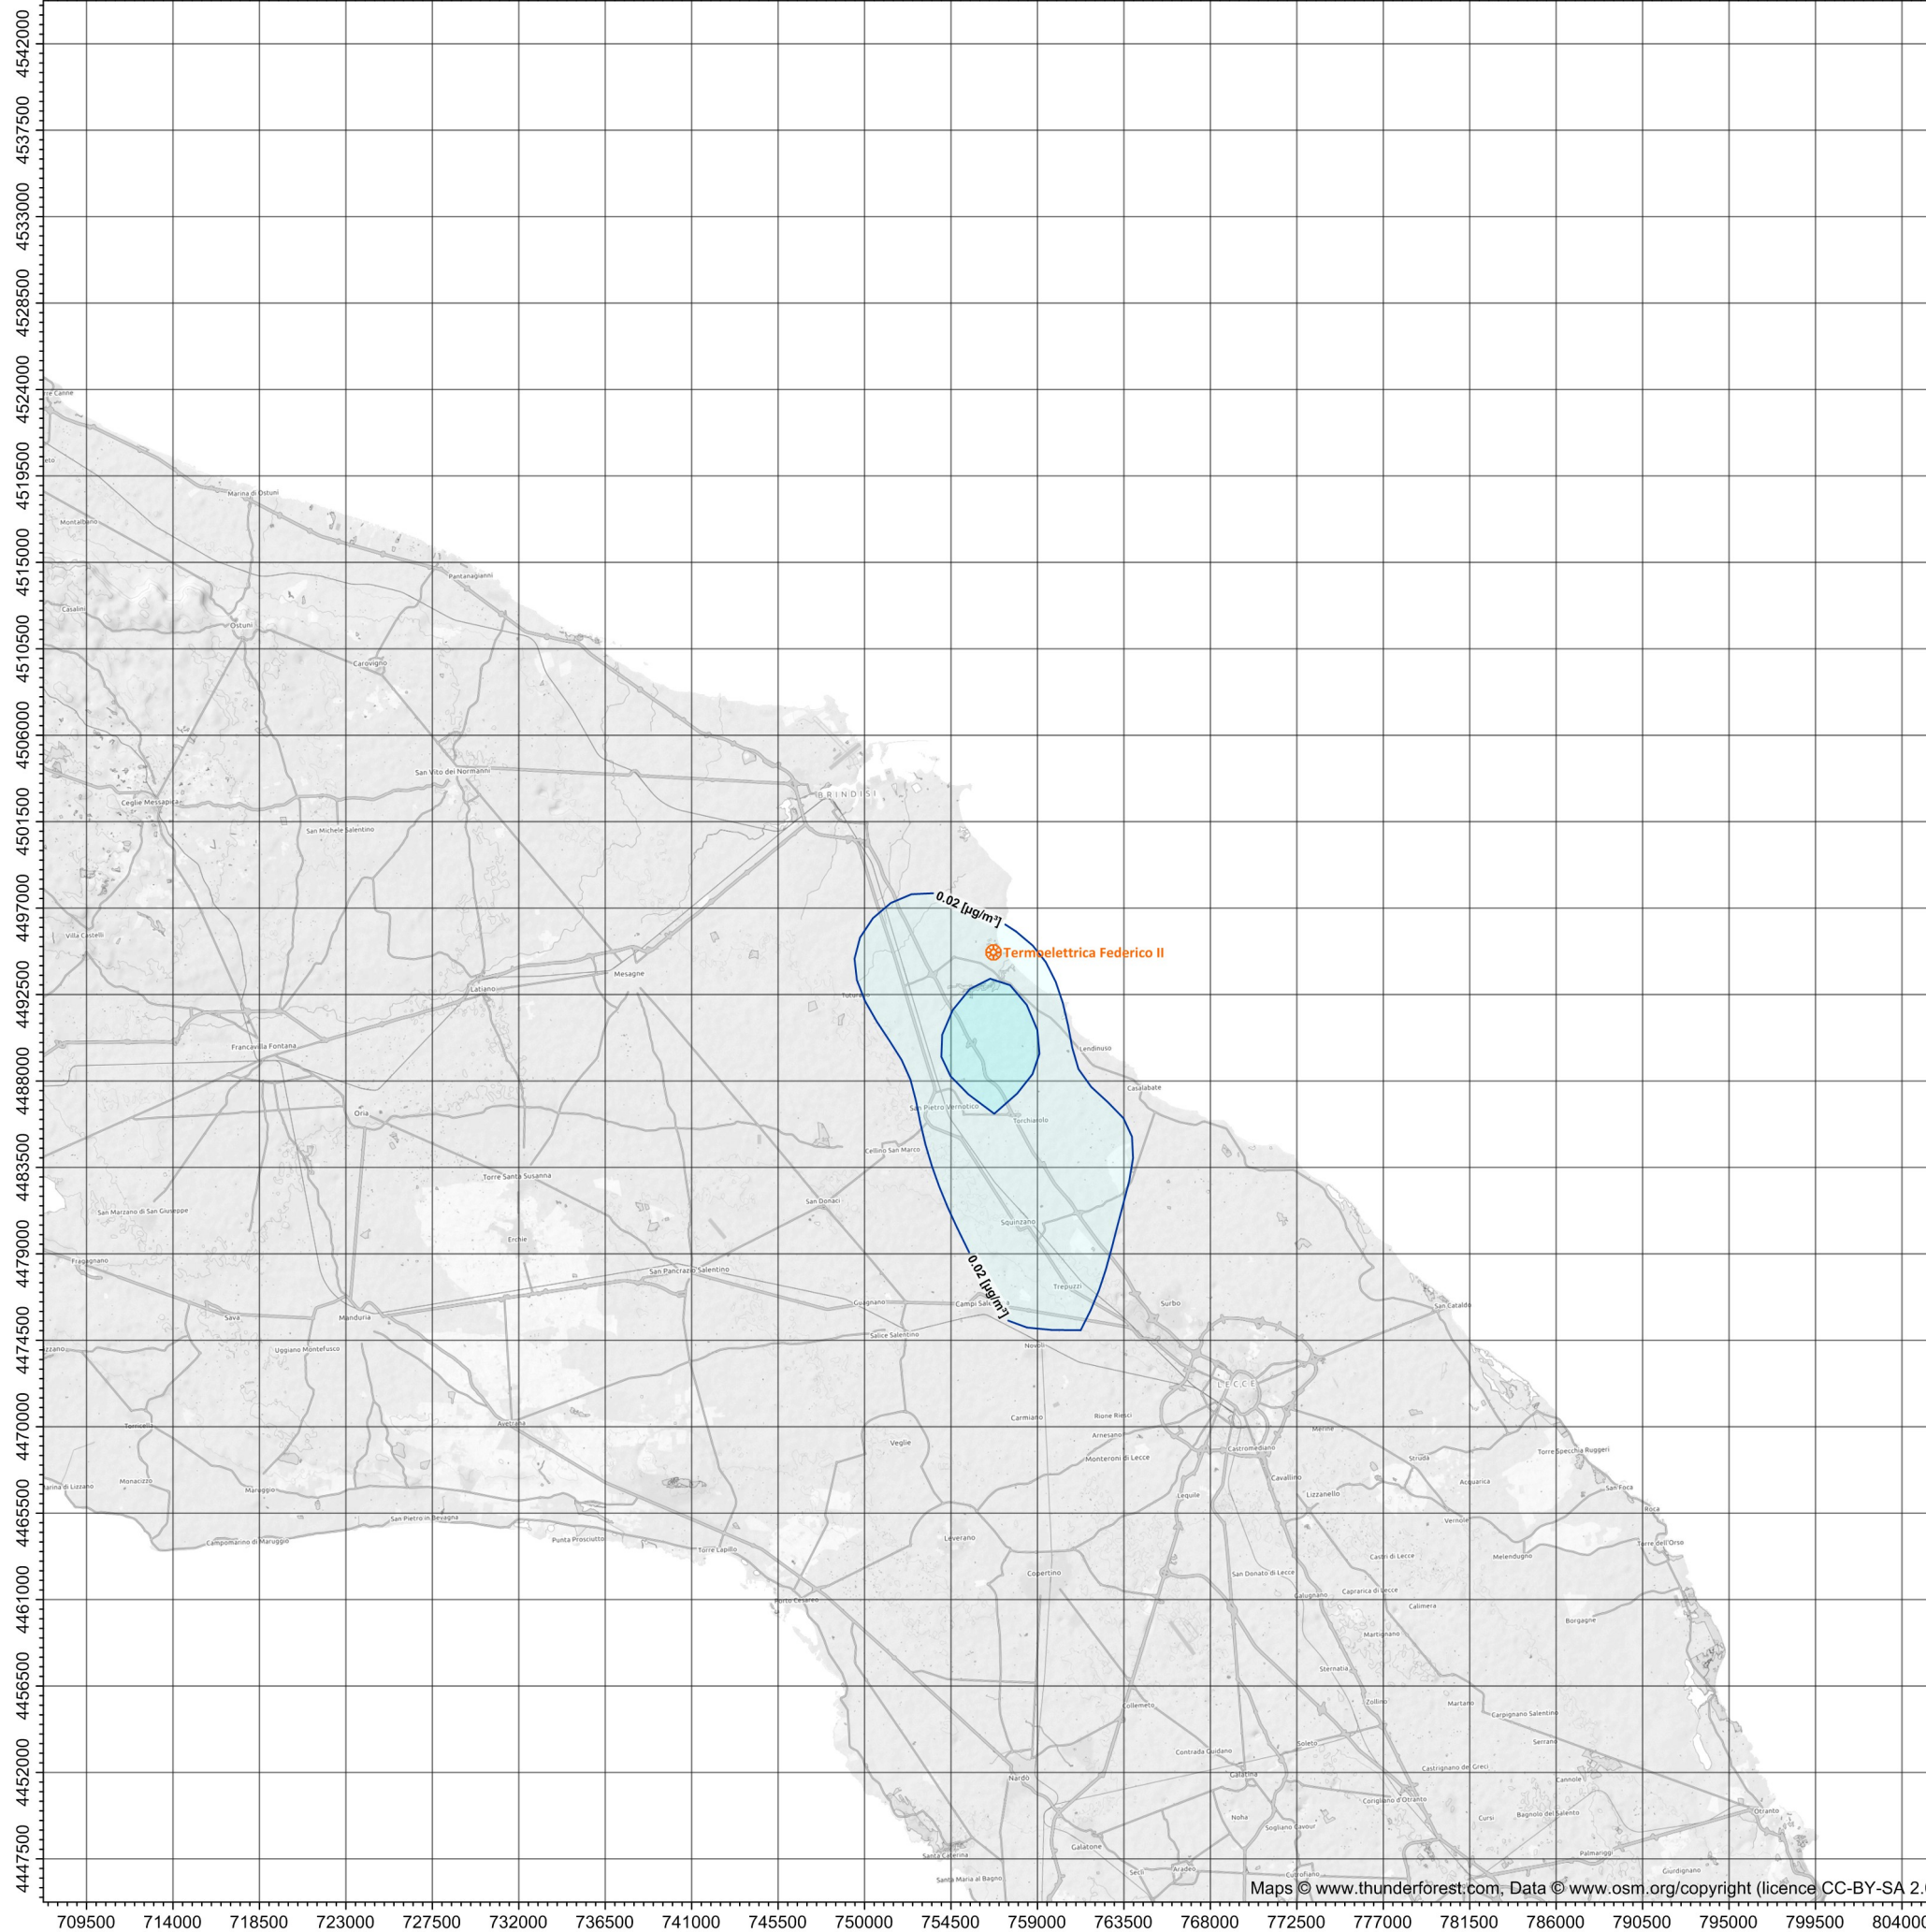 4542000
4537500
4533000
4528500
4524000
4519500
4515000
4510500
4506000
4501500
4497000
4492500
4488000
4483500
4479000
4474500
4470000
4465500
4461000
4456500
4452000
4447500
rre Canne
Marina di Ostuni
Montalbano
Pantanagianni
Casalini
Ostuni
Carovigno
San Vito dei Normanni
BRINDISI
Ceglie Messapica
San Michele Salentino
0.02 [µg/m³]
Villa Castelli
Termoelettrica Federico II
Mesagne
Latiano
Tuturano
Francavilla Fontana
Lendinuso
Casalabate
San Pietro Vernotico
Oria
Torchiarolo
Cellino San Marco
Torre Santa Susanna
San Donaci
San Marzano di San Giuseppe
Squinzano
Erchie
Fragagnano
San Pancrazio Salentino
0.02 [µg/m³]
Trepuzzi
Guagnano
Campi Sale
Surbo
San Cataldo
Sava
Manduria
Salice Salentino
Uggiano Montefusco
Novoli
zzano
LECCE
Carmiano
Rione Riesci
Torricella
Avetrana
Arnesano
Merine
Veglie
Castromediano
Torre Specchia Ruggeri
Monteroni di Lecce
Struda
Monacizzo
Cavallino
Acquarica
Marina di Lizzano
Maruggio
Lequile
Lizzanello
San Foca
Roca
San Pietro in Bevagna
Vernole
Campomarino di Maruggio
Punta Prosciutto
Leverano
Torre dell'Orso
Torre Lapillo
Castri di Lecce
Melendugno
Copertino
San Donato di Lecce
Porto Cesareo
Galugnano
Caprarica di Lecce
Calimera
Borgagne
Martignano
Sternatia
Zollino
Martano
Collemeto
Carpignano Salentino
Contrada Guidano
Soleto
Serrano
Nardò
Galatina
Castrignano de' Greci
Cannole
Corigliano d'Otranto
Noha
Cursi
Bagnolo del Salento
Otranto
Sogliano Cavour
Galatone
Santa Caterina
Palmariggi
Secli
Aradeo
Cutrofiano
Giurdignano
Santa Maria al Bagno
Maps © www.thunderforest.com, Data © www.osm.org/copyright (licence CC-BY-SA 2.
709500 714000 718500 723000 727500 732000 736500 741000 745500 750000 754500 759000 763500 768000 772500 777000 781500 786000 790500 795000 799500 80400